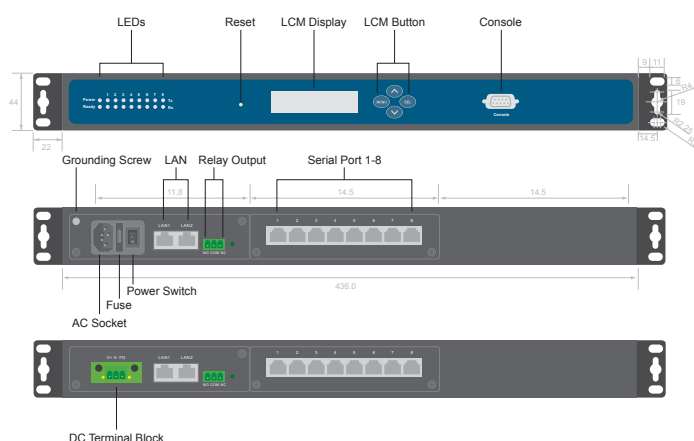 LEDs Reset LCM Display LCM Button Console
9 11
6
1 2 3 4 5 6 7 8
Power Tx
Ready Rx
MENU SEL
Console
44
19
R2.25
22
14.5
Grounding Screw LAN Relay Output Serial Port 1-8
11.8 14.5 14.5
LAN1 LAN2
1 2 3 4 5 6 7 8
NO COM NC
436.0
Power Switch
Fuse
AC Socket
V+ V- FG
LAN1 LAN2
1 2 3 4 5 6 7 8
NO COM NC
DC Terminal Block